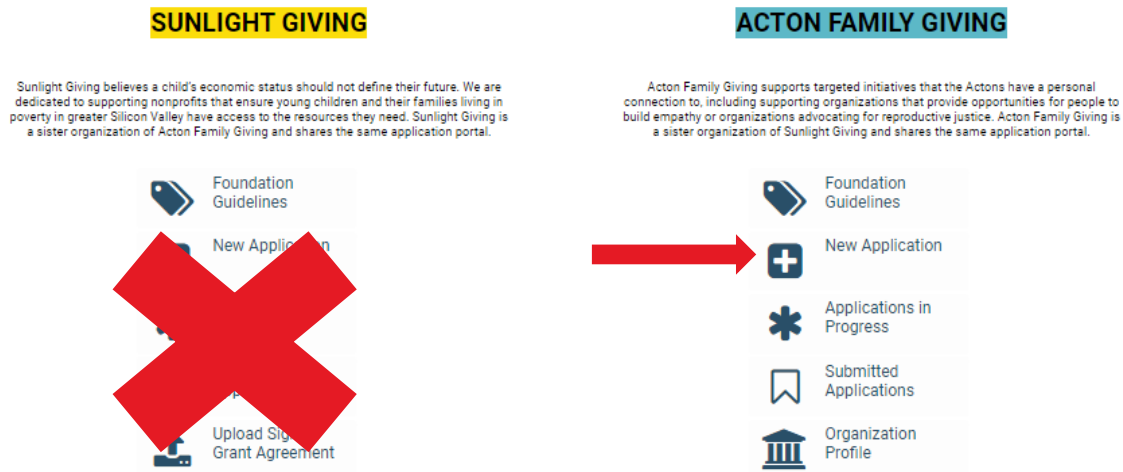 SUNLIGHT GIVING
Sunlight Giving believes a child's economic status should not define their future. We are
dedicated to supporting nonprofits that ensure young children and their families living in
poverty in greater Silicon Valley have access to the resources they need. Sunlight Giving is
a sister organization of Acton Family Giving and shares the same application portal.
Foundation
Guidelines
New Application
Upload
Grant Agreement
ACTON FAMILY GIVING
Acton Family Giving supports targeted initiatives that the Actons have a personal
connection to, including supporting organizations that provide opportunities for people to
build empathy or organizations advocating for reproductive justice. Acton Family Giving is
a sister organization of Sunlight Giving and shares the same application portal.
Foundation
Guidelines
New Application
Applications in
Progress
Submitted
Applications
Organization
Profile